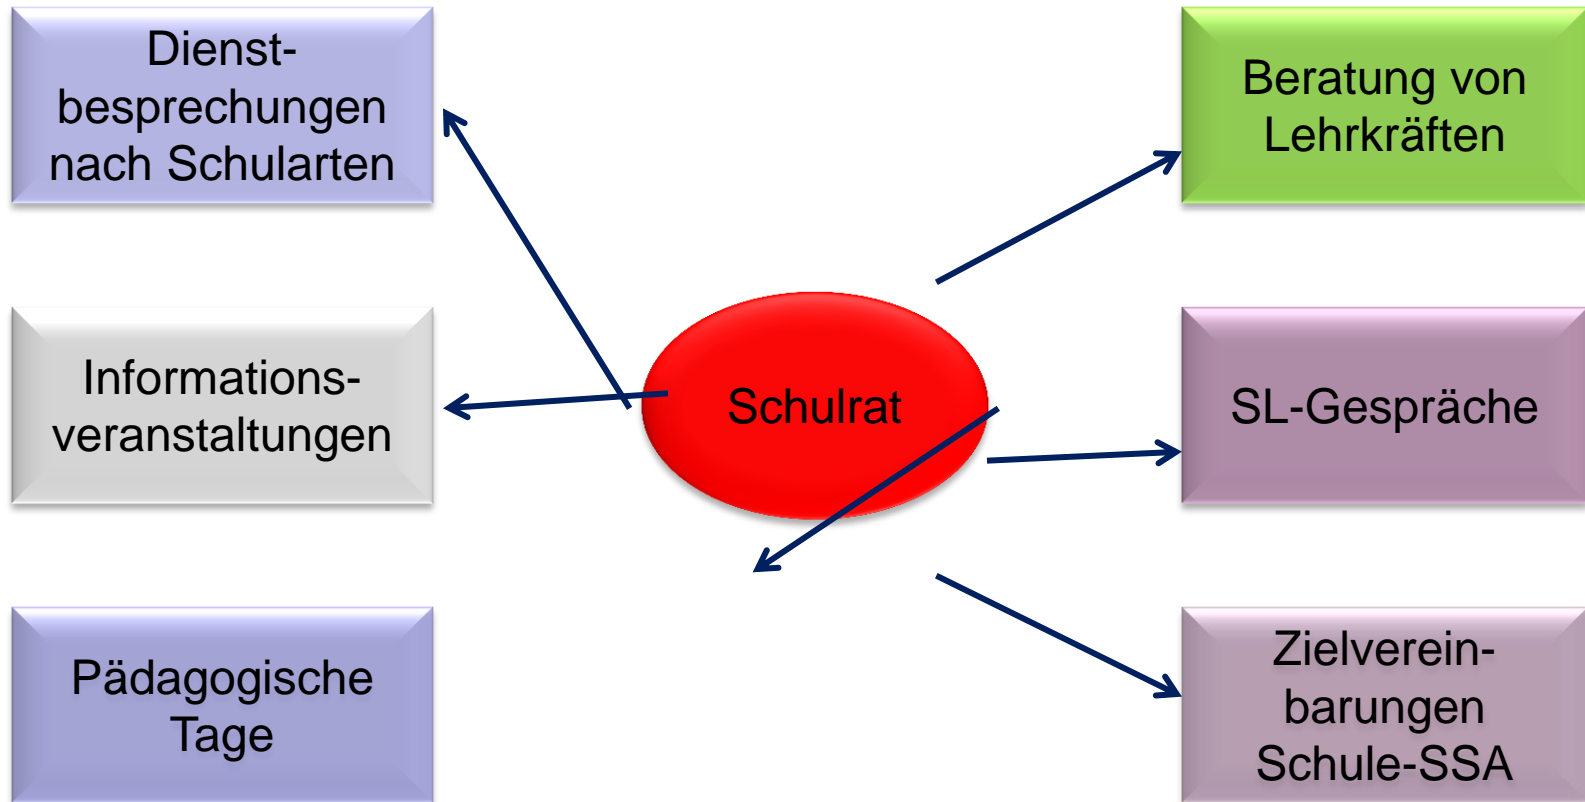 Dienst-
besprechungen
nach Schularten
Beratung von
Lehrkräften
Informations-
veranstaltungen
Schulrat
SL-Gespräche
Pädagogische
Tage
Zielverein-
barungen
Schule-SSA